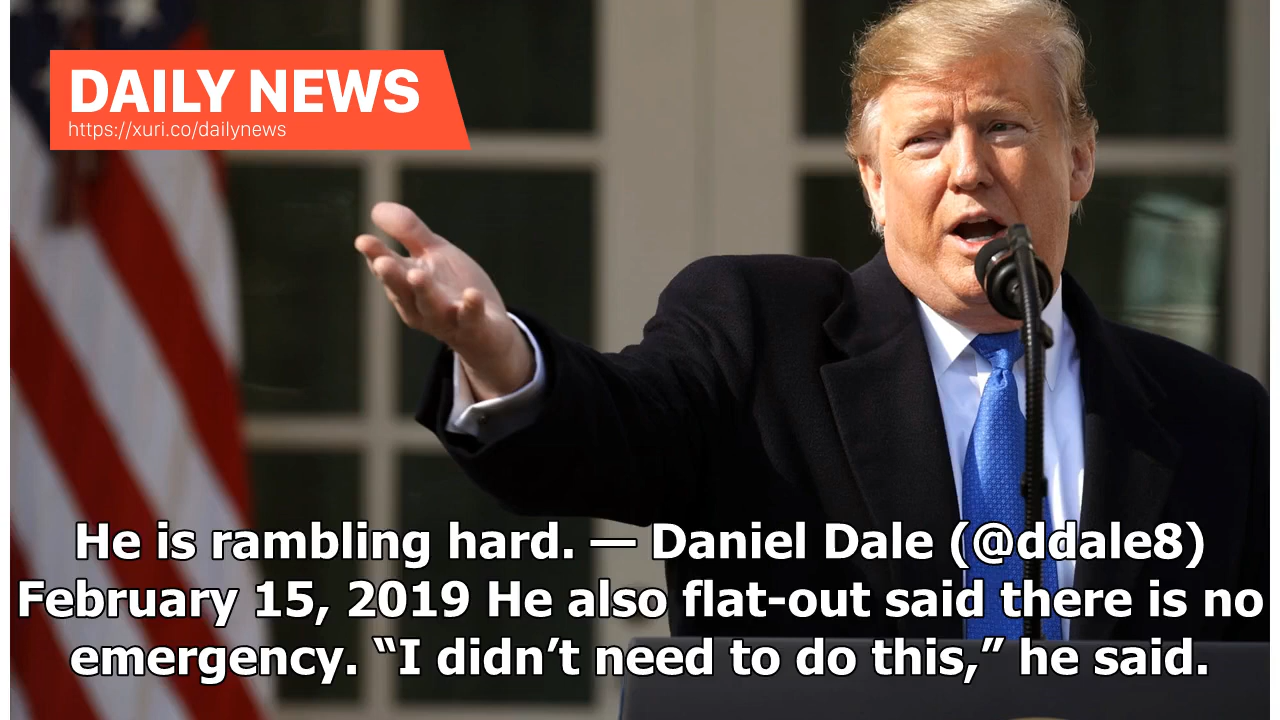 DAILY NEWS
https://xuri.co/dailynews
He is rambling hard. — Daniel Dale (@ddale8)
February 15, 2019 He also flat-out said there is no
emergency. “I didn’t need to do this,” he said.